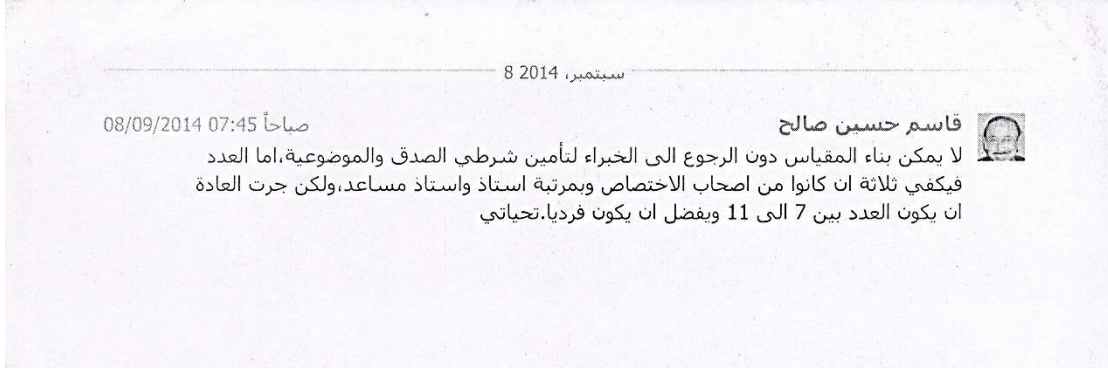 8 سبتمبر، 2014
قاسم حسين صالح
08/09/2014 07:45 صباحاً
لا يمكن بناء المقياس دون الرجوع الى الخبراء لتأمين شرطي الصدق والموضوعية،اما العدد
فيكفي ثلاثة ان كانوا من اصحاب الاختصاص وبمرتبة استاذ واستاذ مساعد،ولكن جرت العادة
ان يكون العدد بين 7 الى 11 ويفضل ان يكون فرديا.تحياتي